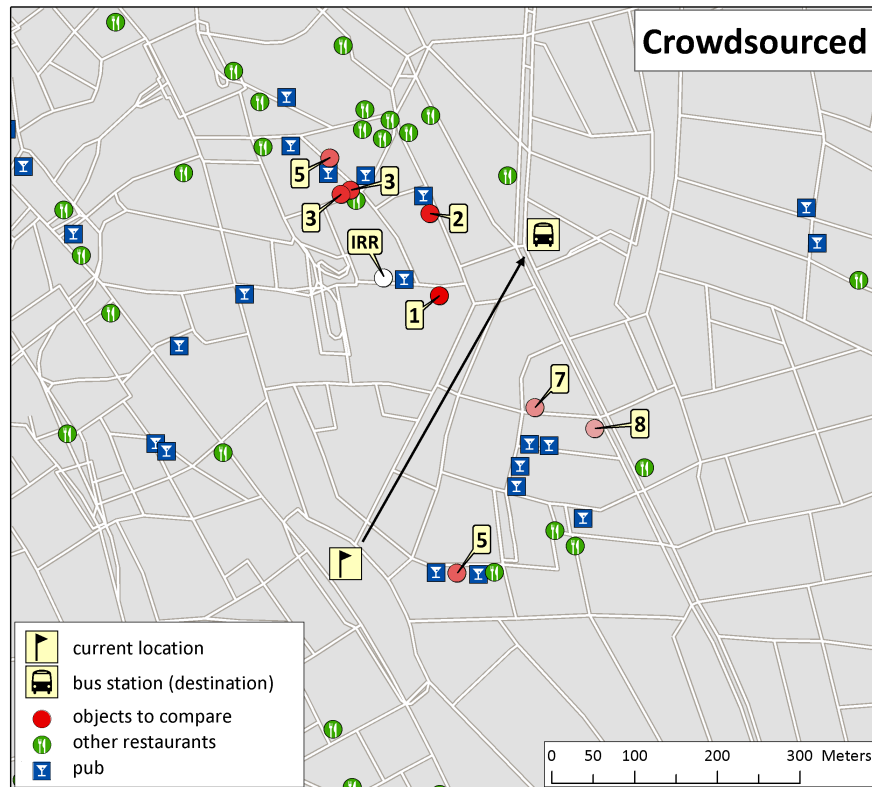 Crowdsourced
5
3
3
2
IRR
1
7
8
5
current location
bus station (destination)
objects to compare
other restaurants
pub
0 50 100 200 300 Meters